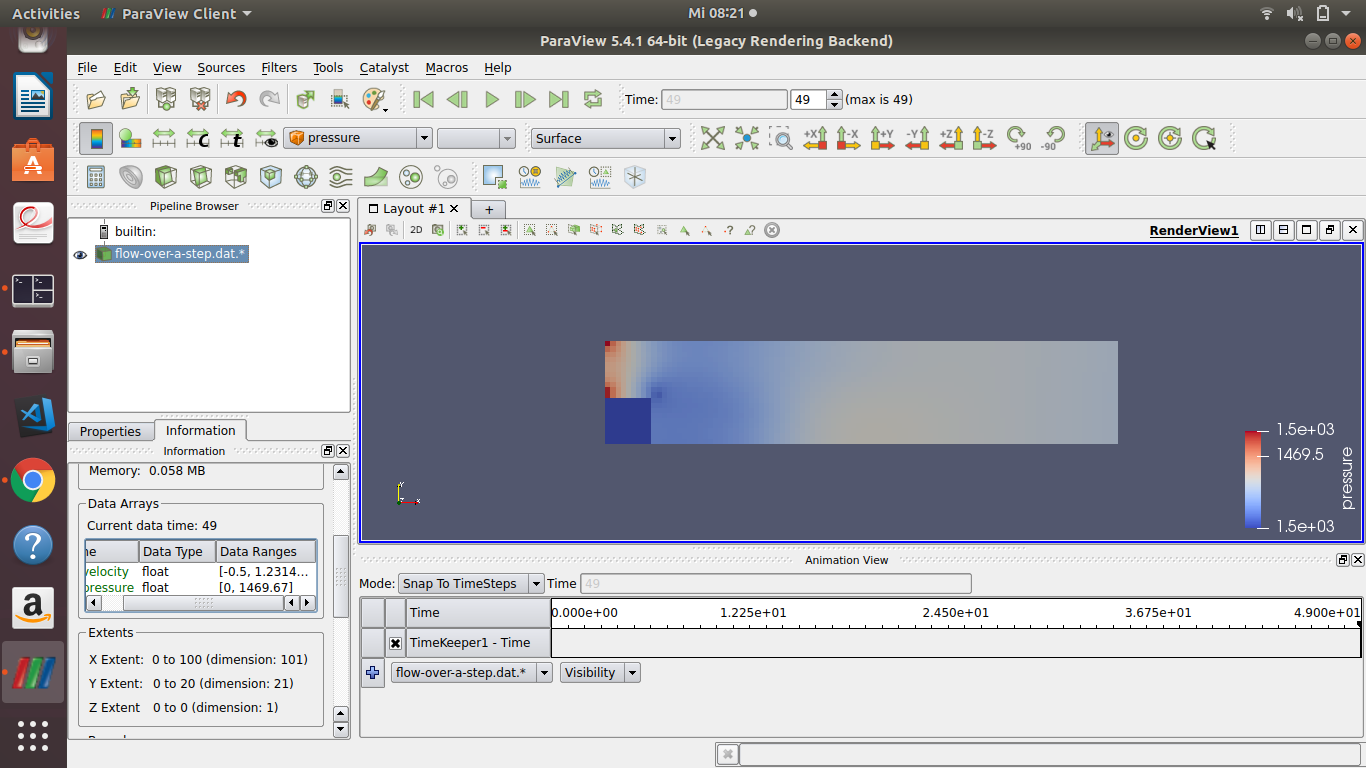 Activities ParaView Client Mi 08:21
ParaView 5.4.1 64-bit (Legacy Rendering Backend)
File Edit View Sources Filters Tools Catalyst Macros Help
Time: 49 49 (max is 49)
pressure Surface +X -X +Y -Y +Z -Z +90 -90
Pipeline Browser
Layout #1
builtin:
2D RenderView1
flow-over-a-step.dat.*
Properties Information
Information
Memory: 0.058 MB
Data Arrays
Current data time: 49
ne Data Type Data Ranges
velocity float [-0.5, 1.2314...
pressure float [0, 1469.67]
Extents
X Extent: 0 to 100 (dimension: 101)
Y Extent: 0 to 20 (dimension: 21)
Z Extent 0 to 0 (dimension: 1)
Y
Z X
1.5e+03
1469.5
1.5e+03
pressure
Animation View
Mode: Snap To TimeSteps Time 49
Time 0.000e+00 1.225e+01 2.450e+01 3.675e+01 4.900e+01
TimeKeeper1 - Time
flow-over-a-step.dat.* Visibility